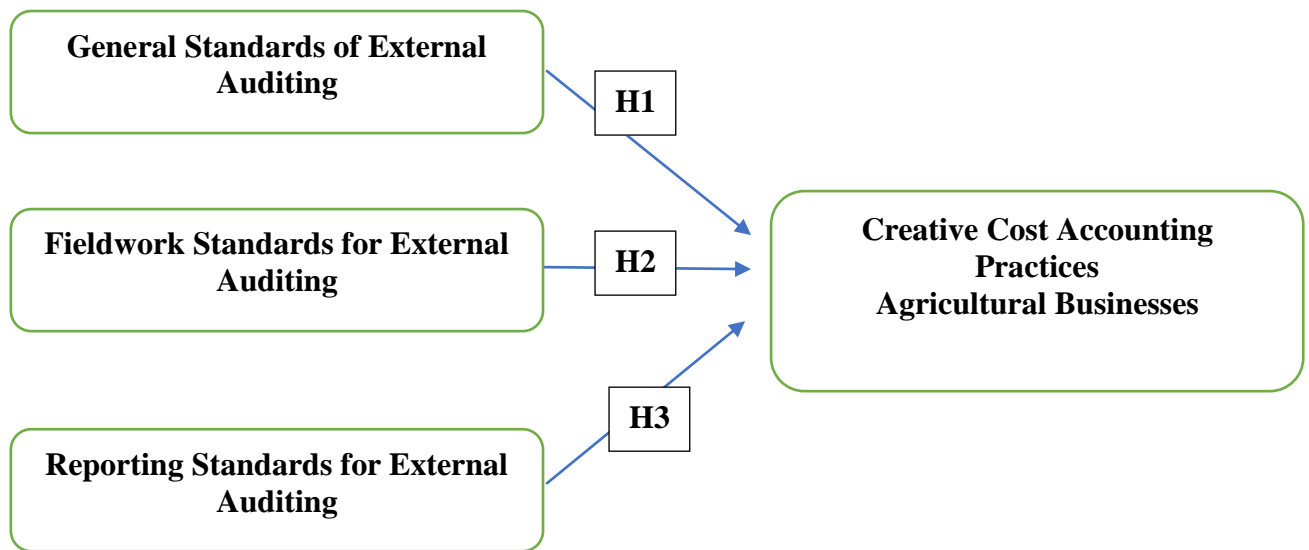 General Standards of External
Auditing
H1
Fieldwork Standards for External
Auditing
H2
Creative Cost Accounting
Practices
Agricultural Businesses
H3
Reporting Standards for External
Auditing